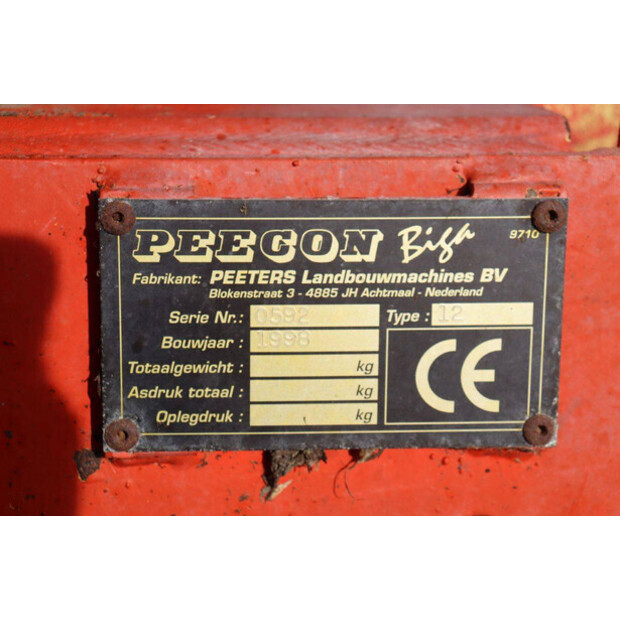 PEECON Biga 9710
Fabrikant: PEETERS Landbouwmachines BV
Blokenstraat 3 - 4885 JH Achtmaal - Nederland
Serie Nr.: 0592 Type : 12
Bouwjaar : 1998
Totaalgewicht : kg
Asdruk totaal : kg
Oplegdruk : kg
CE